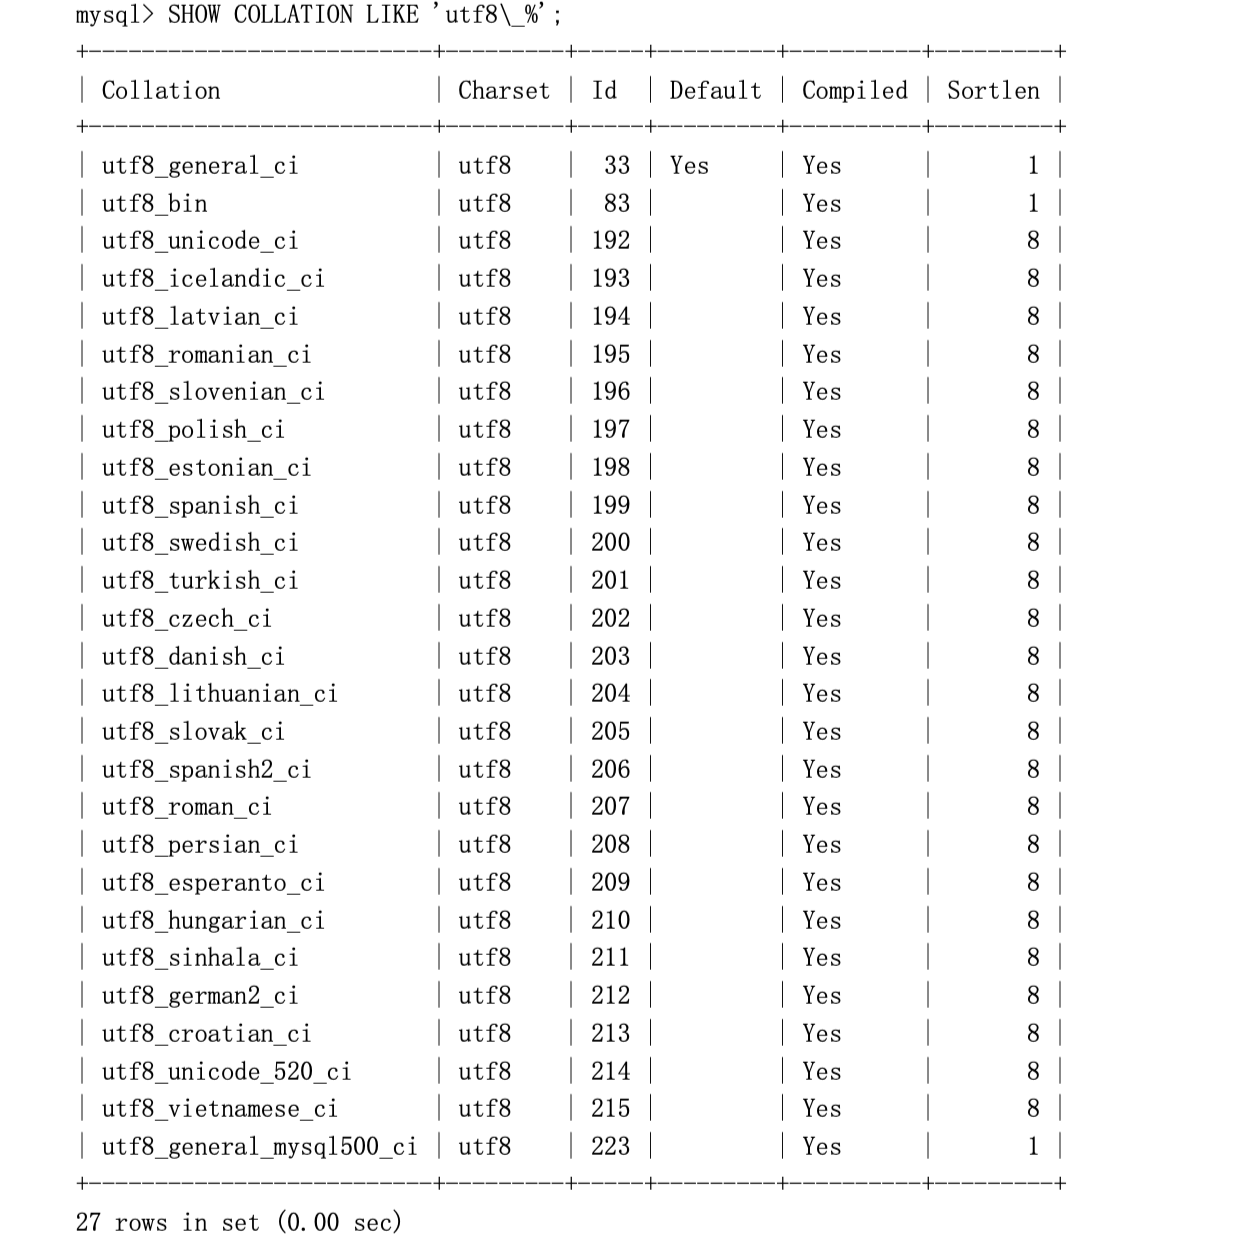 mysql> SHOW COLLATION LIKE 'utf8\_%';
+--------------------------+---------+-----+---------+----------+---------+
| Collation                | Charset | Id  | Default | Compiled | Sortlen |
+--------------------------+---------+-----+---------+----------+---------+
| utf8_general_ci          | utf8    |  33 | Yes     | Yes      |       1 |
| utf8_bin                 | utf8    |  83 |         | Yes      |       1 |
| utf8_unicode_ci          | utf8    | 192 |         | Yes      |       8 |
| utf8_icelandic_ci        | utf8    | 193 |         | Yes      |       8 |
| utf8_latvian_ci          | utf8    | 194 |         | Yes      |       8 |
| utf8_romanian_ci         | utf8    | 195 |         | Yes      |       8 |
| utf8_slovenian_ci        | utf8    | 196 |         | Yes      |       8 |
| utf8_polish_ci           | utf8    | 197 |         | Yes      |       8 |
| utf8_estonian_ci         | utf8    | 198 |         | Yes      |       8 |
| utf8_spanish_ci          | utf8    | 199 |         | Yes      |       8 |
| utf8_swedish_ci          | utf8    | 200 |         | Yes      |       8 |
| utf8_turkish_ci          | utf8    | 201 |         | Yes      |       8 |
| utf8_czech_ci            | utf8    | 202 |         | Yes      |       8 |
| utf8_danish_ci           | utf8    | 203 |         | Yes      |       8 |
| utf8_lithuanian_ci       | utf8    | 204 |         | Yes      |       8 |
| utf8_slovak_ci           | utf8    | 205 |         | Yes      |       8 |
| utf8_spanish2_ci         | utf8    | 206 |         | Yes      |       8 |
| utf8_roman_ci            | utf8    | 207 |         | Yes      |       8 |
| utf8_persian_ci          | utf8    | 208 |         | Yes      |       8 |
| utf8_esperanto_ci        | utf8    | 209 |         | Yes      |       8 |
| utf8_hungarian_ci        | utf8    | 210 |         | Yes      |       8 |
| utf8_sinhala_ci          | utf8    | 211 |         | Yes      |       8 |
| utf8_german2_ci          | utf8    | 212 |         | Yes      |       8 |
| utf8_croatian_ci         | utf8    | 213 |         | Yes      |       8 |
| utf8_unicode_520_ci      | utf8    | 214 |         | Yes      |       8 |
| utf8_vietnamese_ci       | utf8    | 215 |         | Yes      |       8 |
| utf8_general_mysql500_ci | utf8    | 223 |         | Yes      |       1 |
+--------------------------+---------+-----+---------+----------+---------+
27 rows in set (0.00 sec)